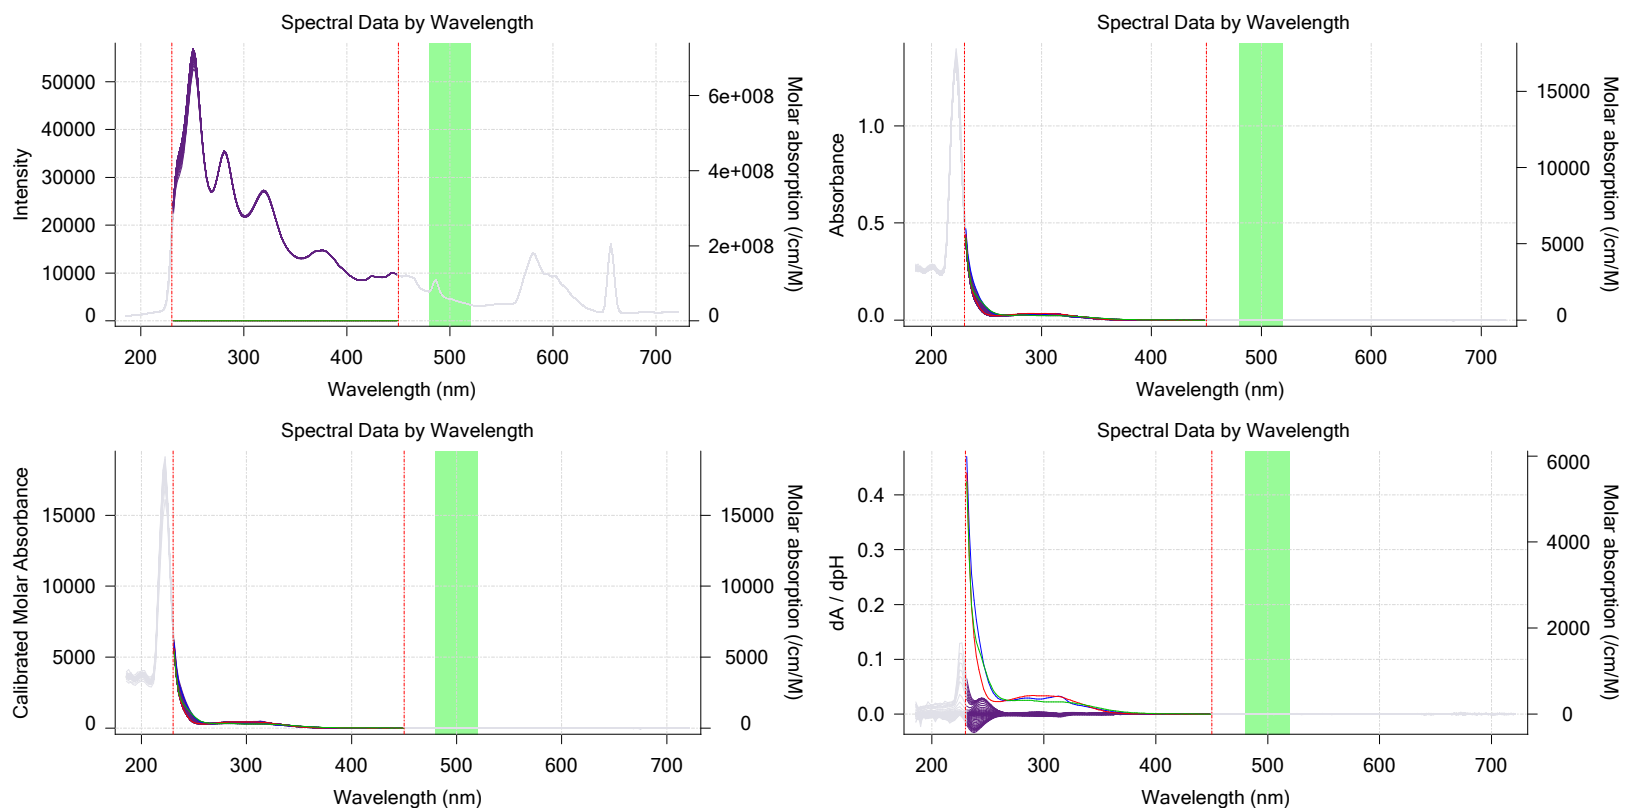 Spectral Data by Wavelength
Intensity
50000
40000
30000
20000
10000
0
6e+008
4e+008
2e+008
0
Molar absorption (/cm/M)
200 300 400 500 600 700
Wavelength (nm)
Spectral Data by Wavelength
Absorbance
1.0
0.5
0.0
15000
10000
5000
0
Molar absorption (/cm/M)
200 300 400 500 600 700
Wavelength (nm)
Spectral Data by Wavelength
Calibrated Molar Absorbance
15000
10000
5000
0
15000
10000
5000
0
Molar absorption (/cm/M)
200 300 400 500 600 700
Wavelength (nm)
Spectral Data by Wavelength
dA / dpH
0.4
0.3
0.2
0.1
0.0
6000
4000
2000
0
Molar absorption (/cm/M)
200 300 400 500 600 700
Wavelength (nm)